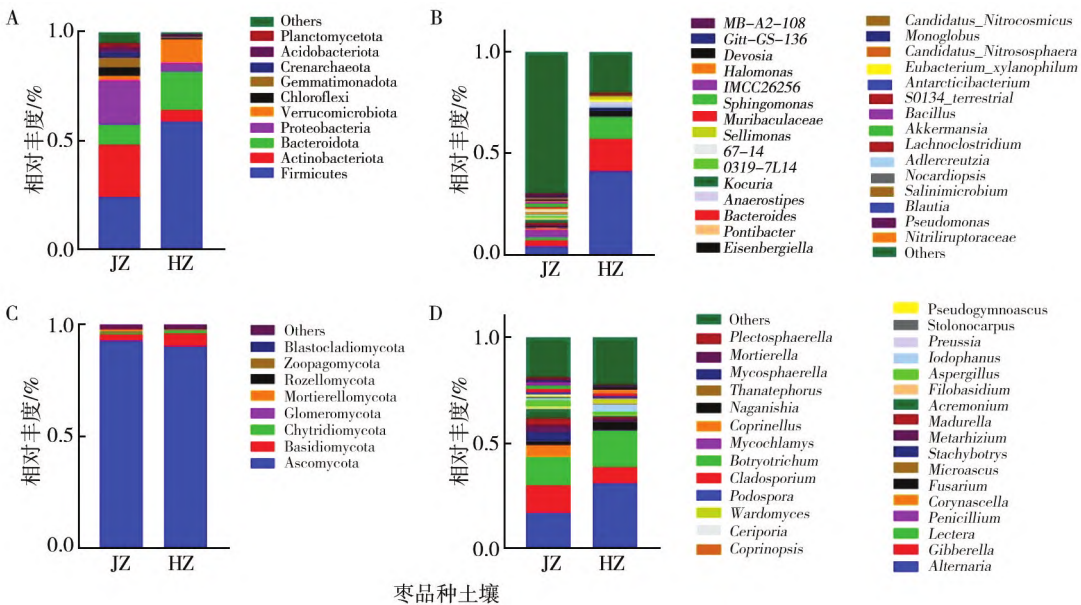 A
相对丰度/%
1.0
0.5
0.0
JZ
HZ
Others
Planctomycetota
Acidobacteriota
Crenarchaeota
Gemmatimonadota
Chloroflexi
Verrucomicrobiota
Proteobacteria
Bacteroidota
Actinobacteriota
Firmicutes
B
相对丰度/%
1.0
0.5
0.0
JZ
HZ
MB-A2-108
Gitt-GS-136
Devosia
Halomonas
IMCC26256
Sphingomonas
Muribaculaceae
Sellimonas
67-14
0319-7L14
Kocuria
Anaerostipes
Bacteroides
Pontibacter
Eisenbergiella
Candidatus_Nitrocosmicus
Monoglobus
Candidatus_Nitrososphaera
Eubacterium_xylanophilum
Antarcticibacterium
S0134_terrestrial
Bacillus
Akkermansia
Lachnoclostridium
Adlercreutzia
Nocardiopsis
Salinimicrobium
Blautia
Pseudomonas
Nitriliruptoraceae
Others
C
相对丰度/%
1.0
0.5
0.0
JZ
HZ
Others
Blastocladiomycota
Zoopagomycota
Rozellomycota
Mortierellomycota
Glomeromycota
Chytridiomycota
Basidiomycota
Ascomycota
D
相对丰度/%
1.0
0.5
0.0
JZ
HZ
Others
Plectosphaerella
Mortierella
Mycosphaerella
Thanatephorus
Naganishia
Coprinellus
Mycochlamys
Botryotrichum
Cladosporium
Podospora
Wardomyces
Ceriporia
Coprinopsis
Pseudogymnoascus
Stolonocarpus
Preussia
Iodophanus
Aspergillus
Filobasidium
Acremonium
Madurella
Metarhizium
Stachybotrys
Microascus
Fusarium
Corynascella
Penicillium
Lectera
Gibberella
Alternaria
枣品种土壤